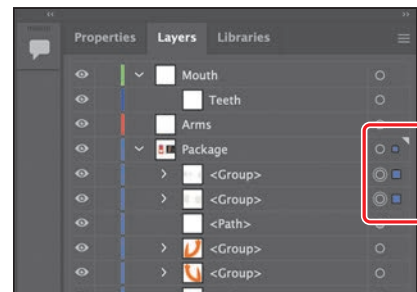 Properties Layers Libraries
Mouth
Teeth
Arms
Package
<Group>
<Group>
<Path>
<Group>
<Group>